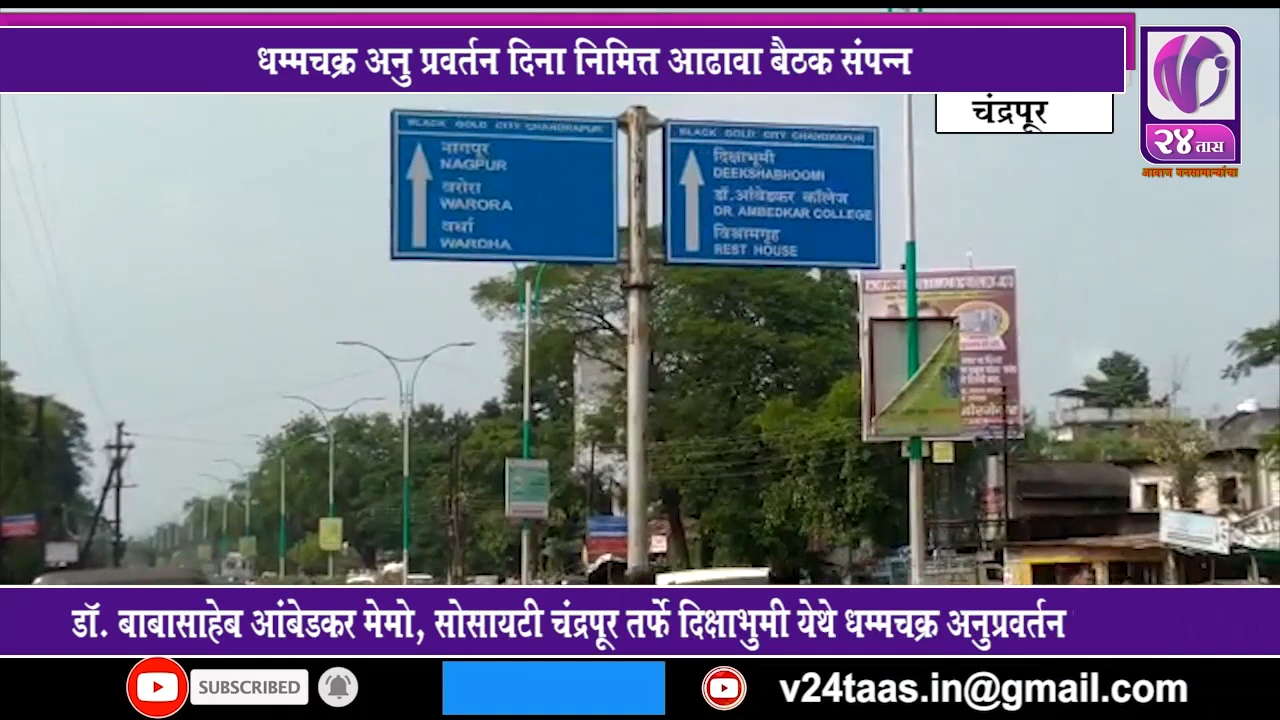 धम्मचक्र अनु प्रवर्तन दिना निमित्त आढावा बैठक संपन्न
चंद्रपूर
२४ तास
आवाज जनसामान्यांचा
BLACK GOLD CITY CHANDRAPUR
नागपूर
NAGPUR
वरोरा
WARORA
वर्धा
WARDHA
BLACK GOLD CITY CHANDRAPUR
दिक्षाभूमी
DEEKSHABHOOMI
डॉ.आंबेडकर कॉलेज
DR. AMBEDKAR COLLEGE
विश्रामगृह
REST HOUSE
डॉ. बाबासाहेब आंबेडकर मेमो, सोसायटी चंद्रपूर तर्फे दिक्षाभुमी येथे धम्मचक्र अनुप्रवर्तन
SUBSCRIBED
v24taas.in@gmail.com